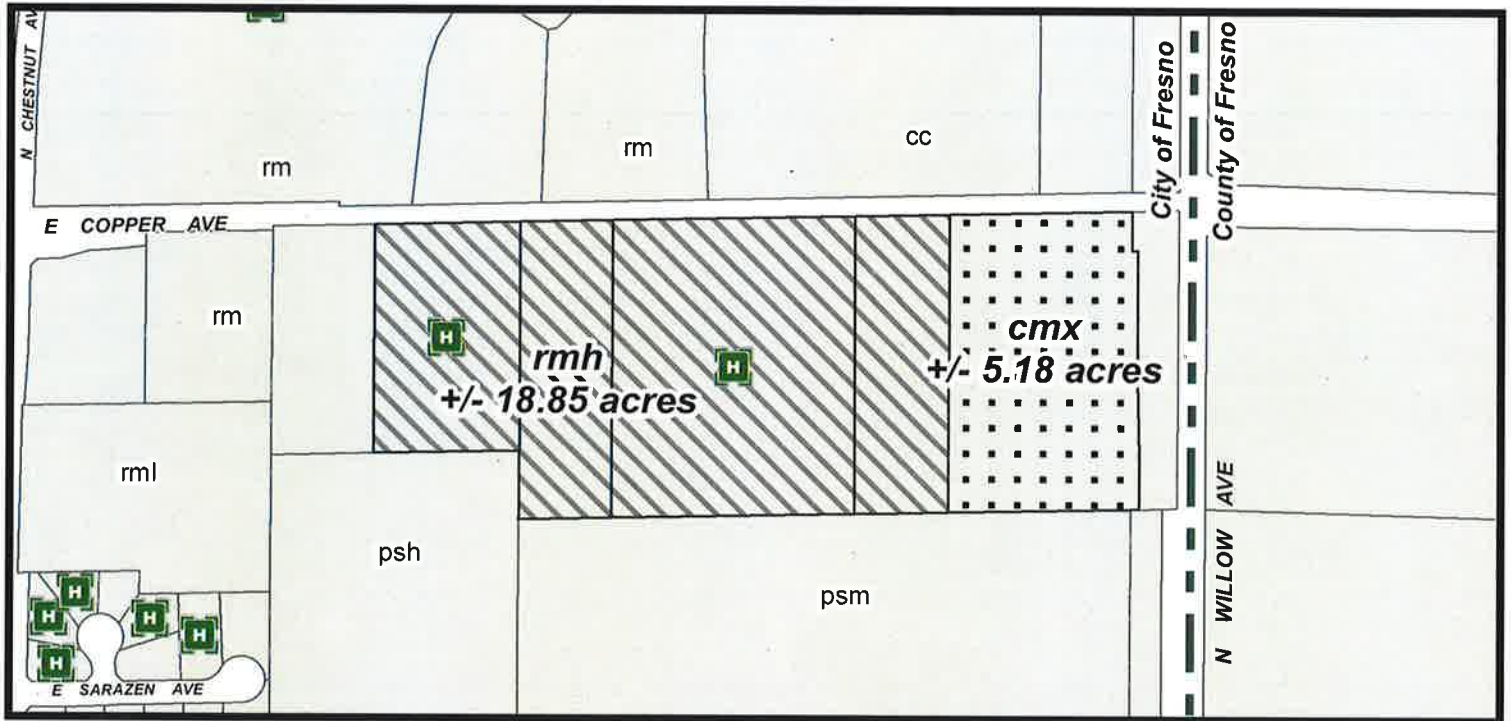 N CHESTNUT AV
rm
rm
cc
City of Fresno
County of Fresno
E COPPER AVE
rm
H
H
rmh
+/- 18.85 acres
cmx
+/- 5.18 acres
rml
psh
psm
N WILLOW AVE
H
H
H
H
H
E SARAZEN AVE